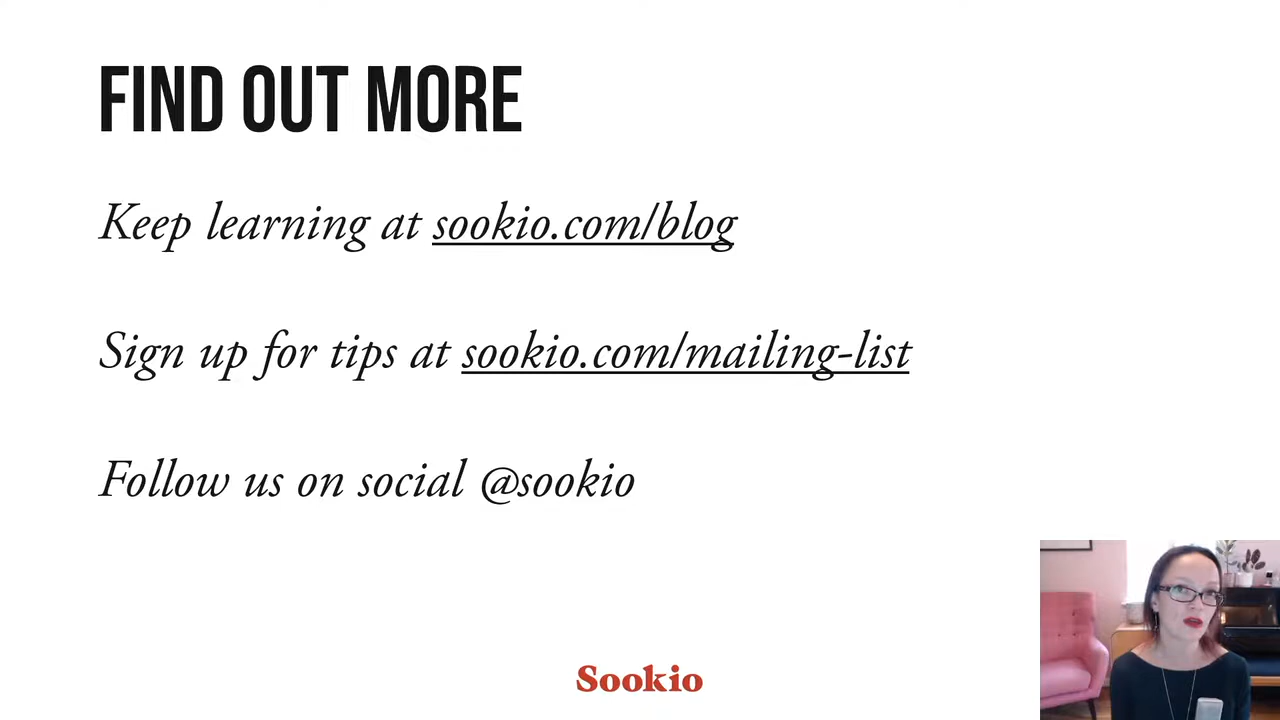 FIND OUT MORE
Keep learning at sookio.com/blog
Sign up for tips at sookio.com/mailing-list
Follow us on social @sookio
Sookio